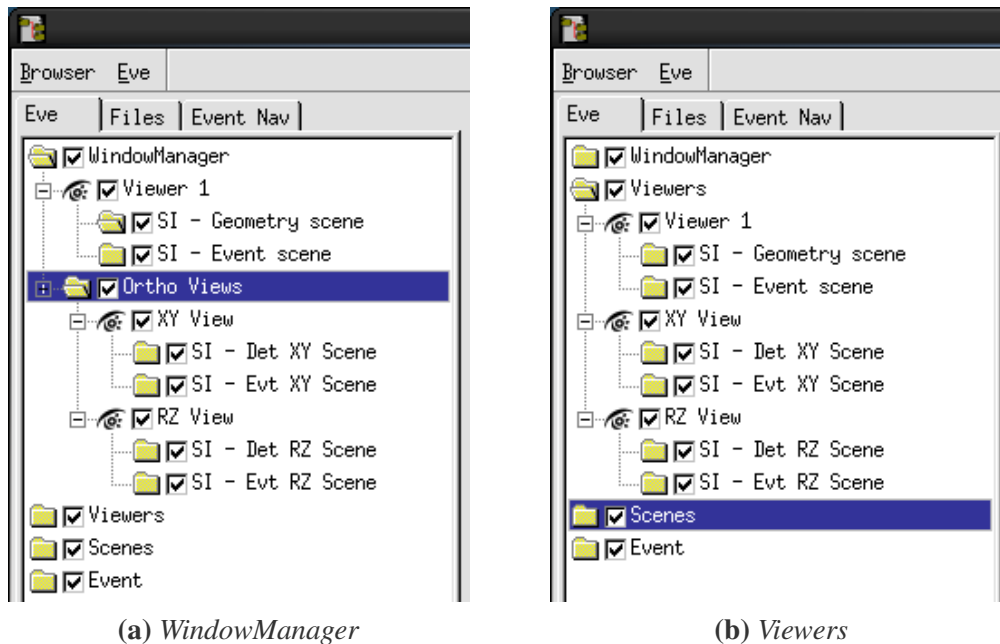 Browser Eve
Eve Files Event Nav
WindowManager
Viewer 1
SI - Geometry scene
SI - Event scene
Ortho Views
XY View
SI - Det XY Scene
SI - Evt XY Scene
RZ View
SI - Det RZ Scene
SI - Evt RZ Scene
Viewers
Scenes
Event
(a) WindowManager
Browser Eve
Eve Files Event Nav
WindowManager
Viewers
Viewer 1
SI - Geometry scene
SI - Event scene
XY View
SI - Det XY Scene
SI - Evt XY Scene
RZ View
SI - Det RZ Scene
SI - Evt RZ Scene
Scenes
Event
(b) Viewers